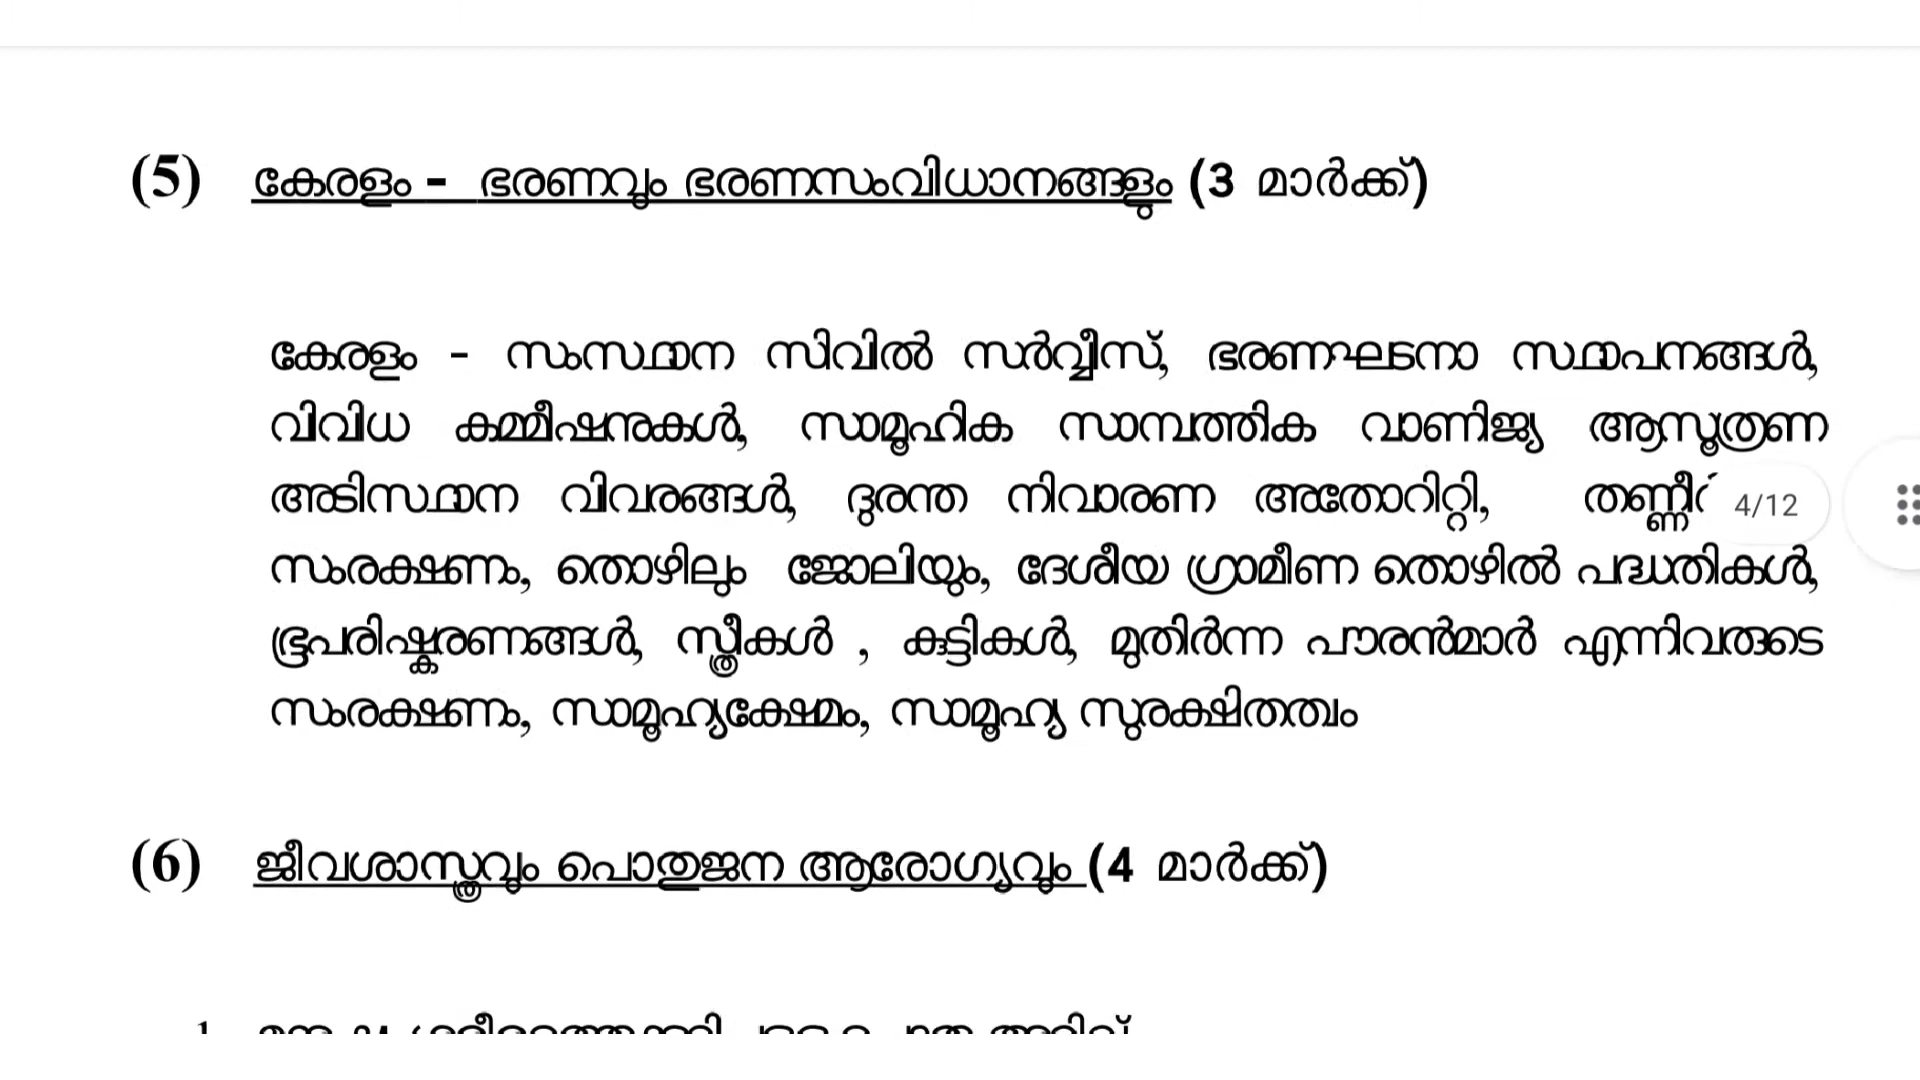 (5) കേരളം - ഭരണവും ഭരണസംവിധാനങ്ങളും (3 മാർക്ക്)
കേരളം - സംസ്ഥാന സിവിൽ സർവ്വീസ്, ഭരണഘടനാ സ്ഥാപനങ്ങൾ,
വിവിധ കമ്മീഷനുകൾ, സാമൂഹിക സാമ്പത്തിക വാണിജ്യ ആസൂത്രണ
അടിസ്ഥാന വിവരങ്ങൾ, ദുരന്ത നിവാരണ അതോറിറ്റി,
4/12
സംരക്ഷണം, തൊഴിലും ജോലിയും, ദേശീയ ഗ്രാമീണ തൊഴിൽ പദ്ധതികൾ,
ഭൂപരിഷ്കരണങ്ങൾ, സ്ത്രീകൾ , കുട്ടികൾ, മുതിർന്ന പൗരൻമാർ എന്നിവരുടെ
സംരക്ഷണം, സാമൂഹ്യക്ഷേമം, സാമൂഹ്യ സുരക്ഷിതത്വം
(6) ജീവശാസ്ത്രവും പൊതുജന ആരോഗ്യവും (4 മാർക്ക്)